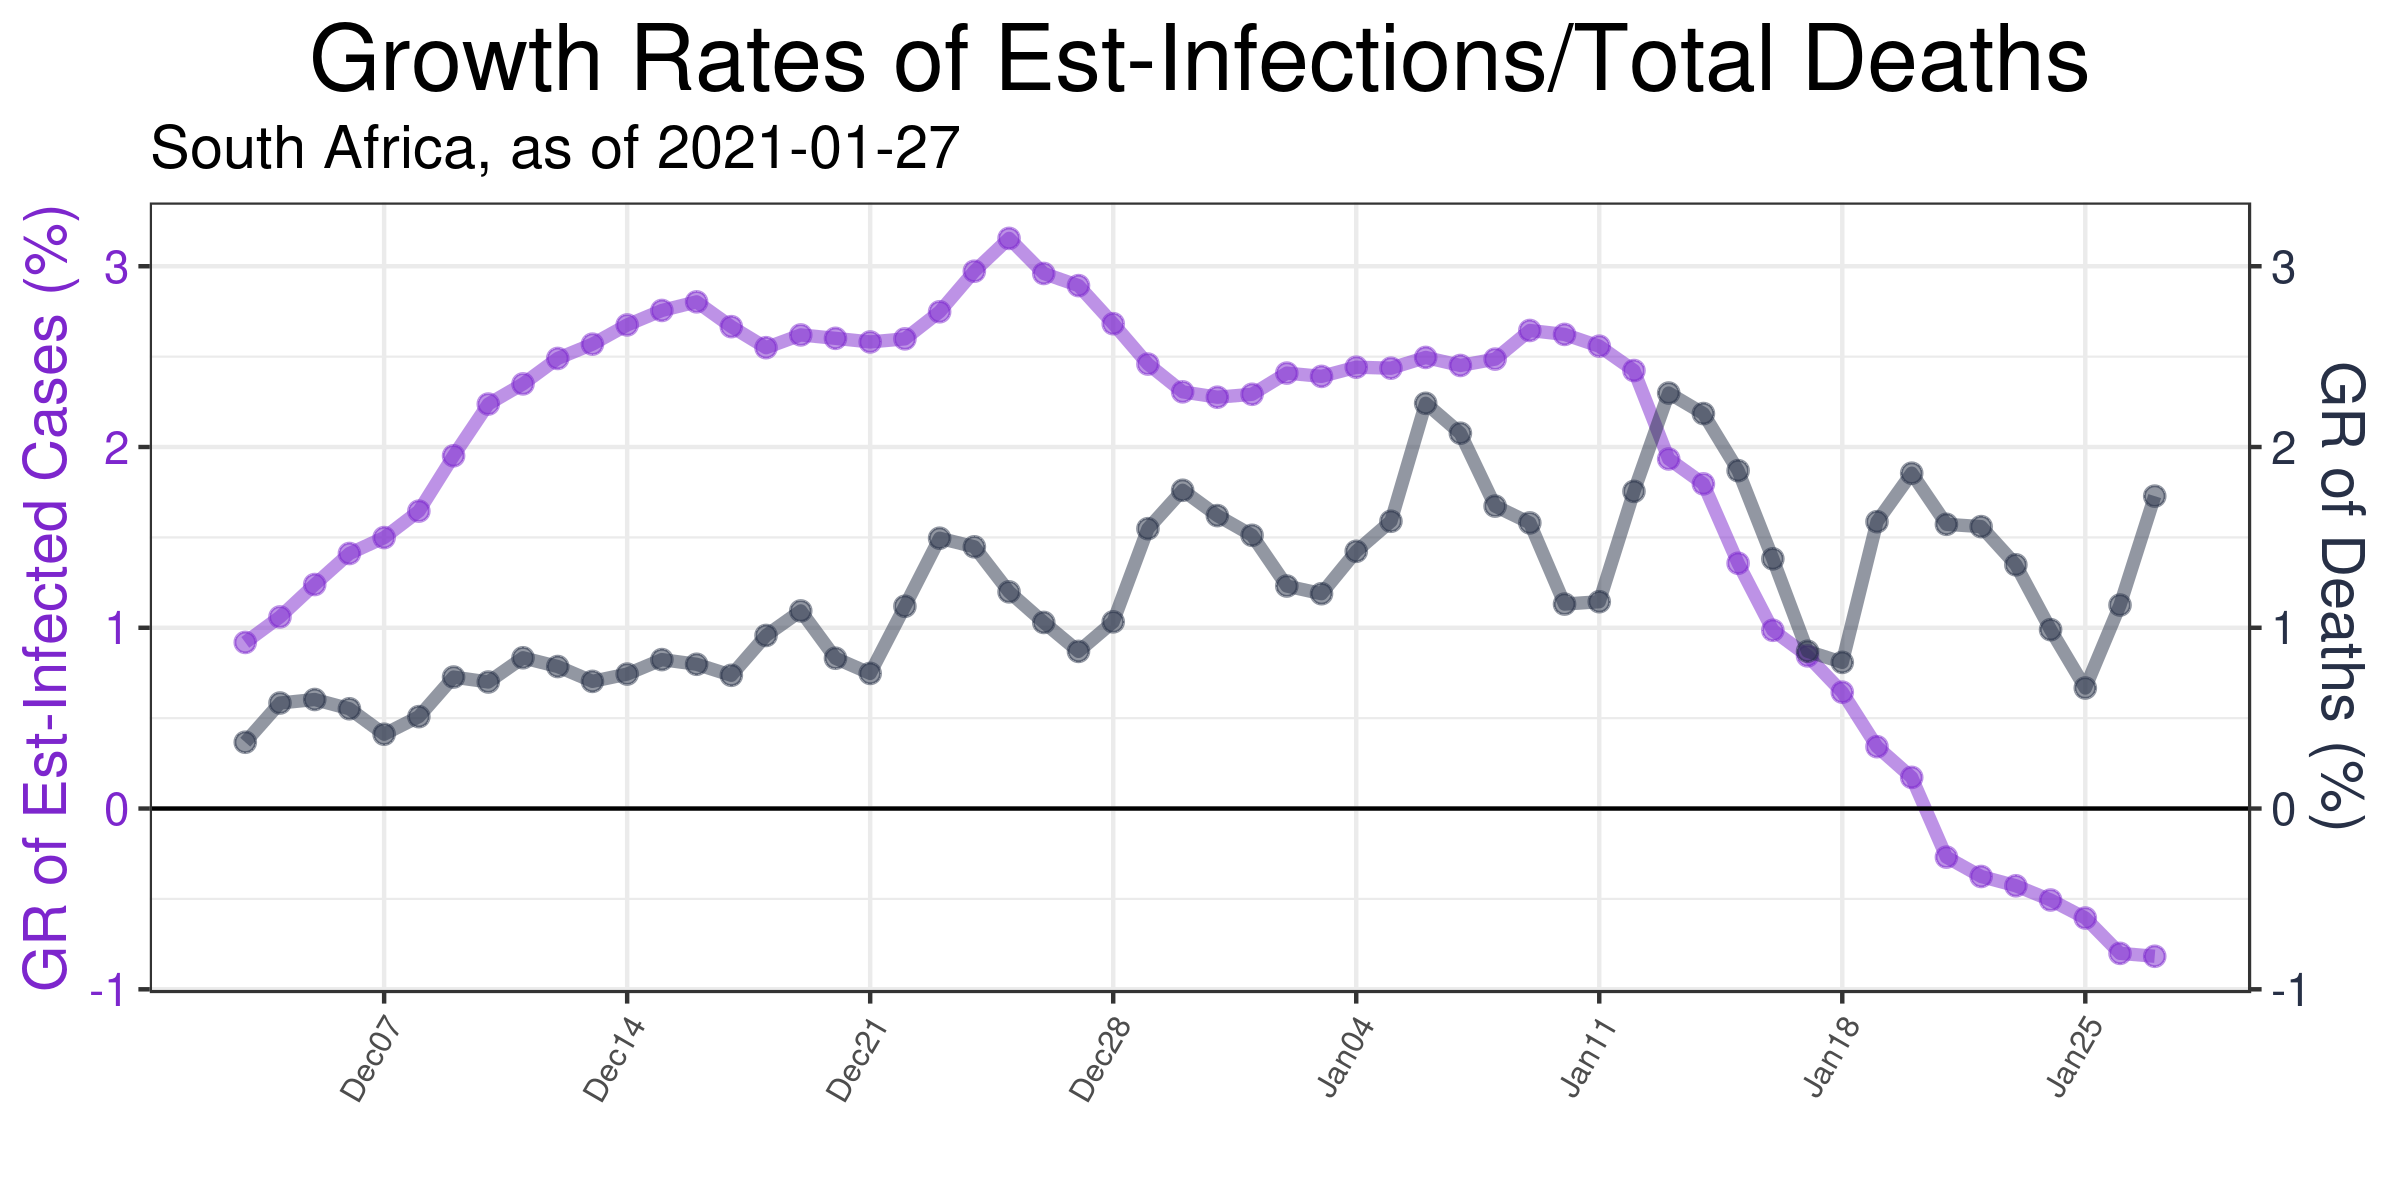 Growth Rates of Est-Infections/Total Deaths
South Africa, as of 2021-01-27
GR of Est-Infected Cases (%)
3
2
1
0
-1
3
2
1
0
-1
GR of Deaths (%)
Dec07
Dec14
Dec21
Dec28
Jan04
Jan11
Jan18
Jan25